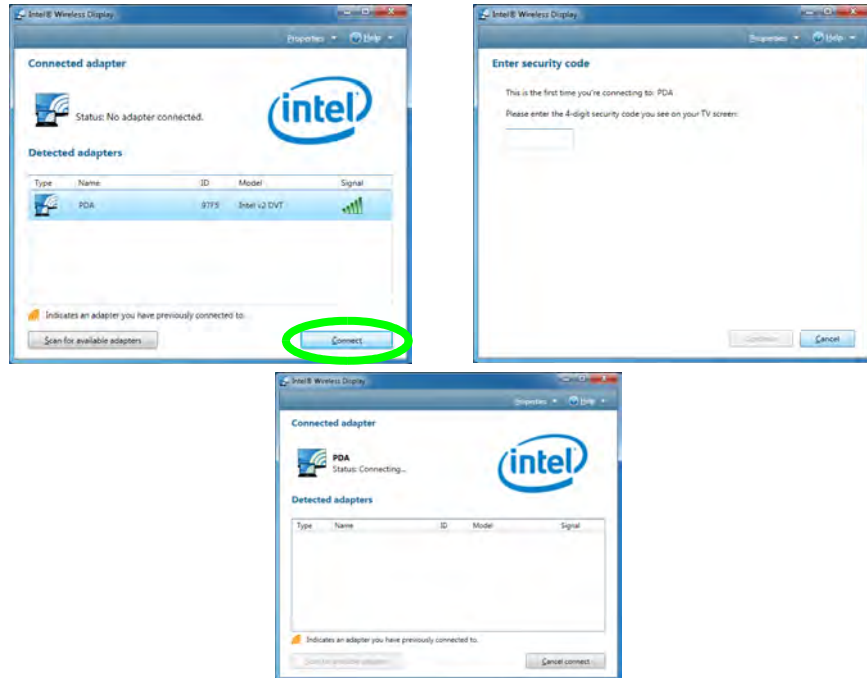 Intel® Wireless Display
Properties Help
Connected adapter
Status: No adapter connected.
intel
Detected adapters
Type Name ID Model Signal
PDA 97F5 Intel v2 DVT
Indicates an adapter you have previously connected to.
Scan for available adapters Connect
Intel® Wireless Display
Properties Help
Enter security code
This is the first time you're connecting to: PDA
Please enter the 4-digit security code you see on your TV screen:
Continue Cancel
Intel® Wireless Display
Properties Help
Connected adapter
PDA
Status: Connecting...
intel
Detected adapters
Type Name ID Model Signal
Indicates an adapter you have previously connected to.
Scan for available adapters Cancel connect